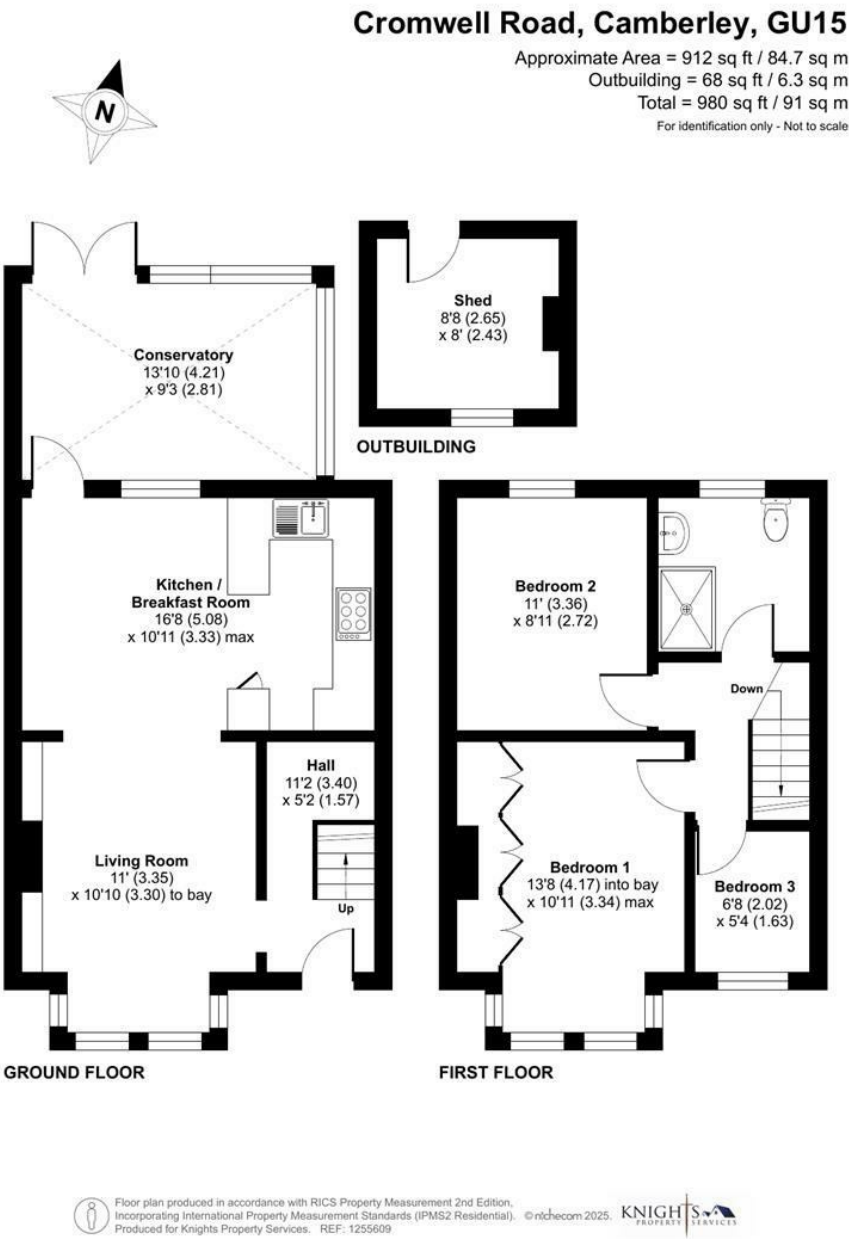 Cromwell Road, Camberley, GU15
Approximate Area = 912 sq ft / 84.7 sq m
Outbuilding = 68 sq ft / 6.3 sq m
Total = 980 sq ft / 91 sq m
For identification only - Not to scale
N
Conservatory
13'10 (4.21)
x 9'3 (2.81)
Shed
8'8 (2.65)
x 8' (2.43)
OUTBUILDING
Kitchen /
Breakfast Room
16'8 (5.08)
x 10'11 (3.33) max
Hall
11'2 (3.40)
x 5'2 (1.57)
Living Room
11' (3.35)
x 10'10 (3.30) to bay
Up
GROUND FLOOR
Bedroom 2
11' (3.36)
x 8'11 (2.72)
Down
Bedroom 1
13'8 (4.17) into bay
x 10'11 (3.34) max
Bedroom 3
6'8 (2.02)
x 5'4 (1.63)
FIRST FLOOR
Floor plan produced in accordance with RICS Property Measurement 2nd Edition,
Incorporating International Property Measurement Standards (IPMS2 Residential). ©ntchecom 2025.
Produced for Knights Property Services. REF: 1255609
KNIGHTS
PROPERTY SERVICES